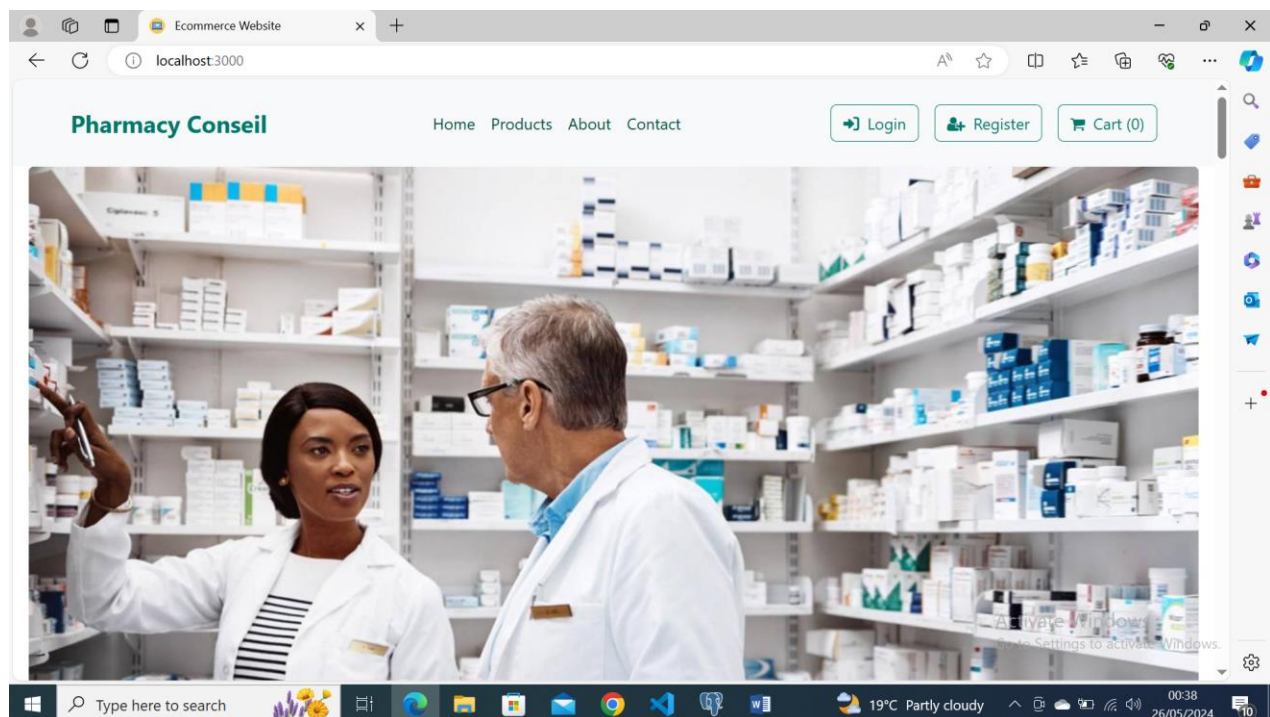 Ecommerce Website
localhost:3000
Pharmacy Conseil
Home Products About Contact
Login
Register
Cart (0)
Activate Windows
Go to Settings to activate Windows.
Type here to search
19°C Partly cloudy
00:38
26/05/2024
10